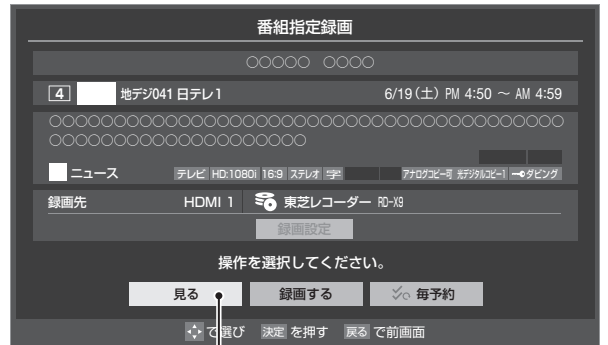 番組指定録画
○○○○○ ○○○○
4 地デジ041 日テレ1 6/19(土) PM 4:50 ～ AM 4:59
○○○○○○○○○○○○○○○○○○○○○○○○○○○○○○○○○○○○○○○○
○○○○○○○○○○○○○○○○○○○○
ニュース テレビ HD:1080i 16:9 ステレオ 字 アナログコピー可 光デジタルコピー1 ダビング
録画先 HDMI 1 東芝レコーダー RD-X9
録画設定
操作を選択してください。
見る 録画する 毎予約
で選び 決定 を押す 戻る で前画面